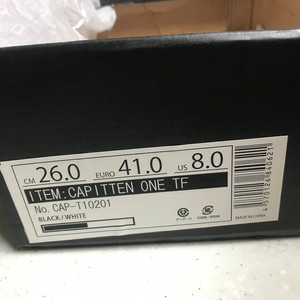 CM 26.0 EURO 41.0 US 8.0
ITEM:CAPITTEN ONE TF
No. CAP-T10201
BLACK/WHITE
MADE IN CHINA